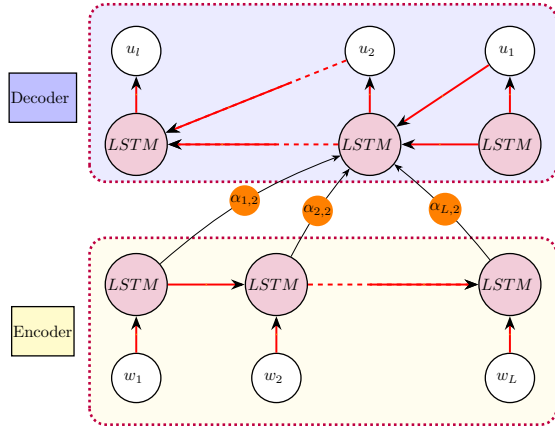 u_l u_2 u_1
Decoder
LSTM LSTM LSTM
α_{1,2} α_{2,2} α_{L,2}
LSTM LSTM LSTM
Encoder
w_1 w_2 w_L